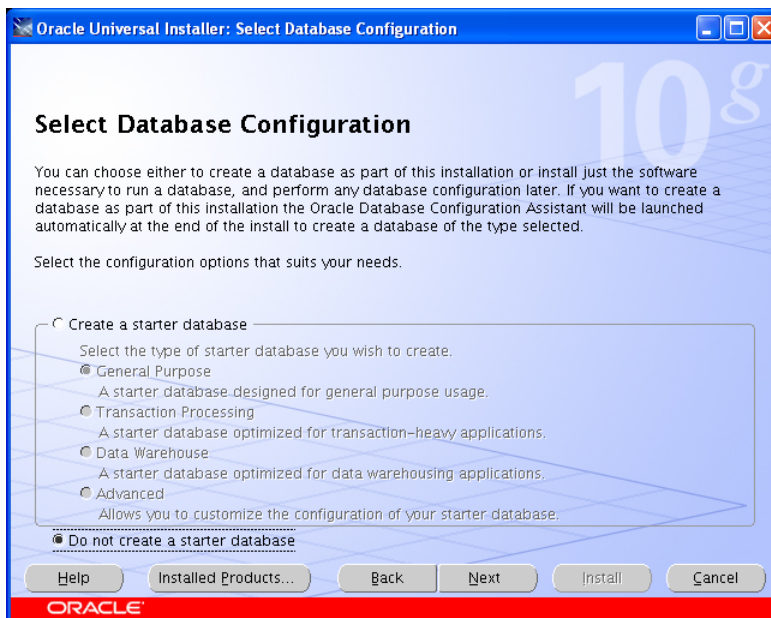 Oracle Universal Installer: Select Database Configuration
10g
Select Database Configuration
You can choose either to create a database as part of this installation or install just the software
necessary to run a database, and perform any database configuration later. If you want to create a
database as part of this installation the Oracle Database Configuration Assistant will be launched
automatically at the end of the install to create a database of the type selected.
Select the configuration options that suits your needs.
Create a starter database
Select the type of starter database you wish to create.
General Purpose
A starter database designed for general purpose usage.
Transaction Processing
A starter database optimized for transaction-heavy applications.
Data Warehouse
A starter database optimized for data warehousing applications.
Advanced
Allows you to customize the configuration of your starter database.
Do not create a starter database
Help Installed Products... Back Next Install Cancel
ORACLE